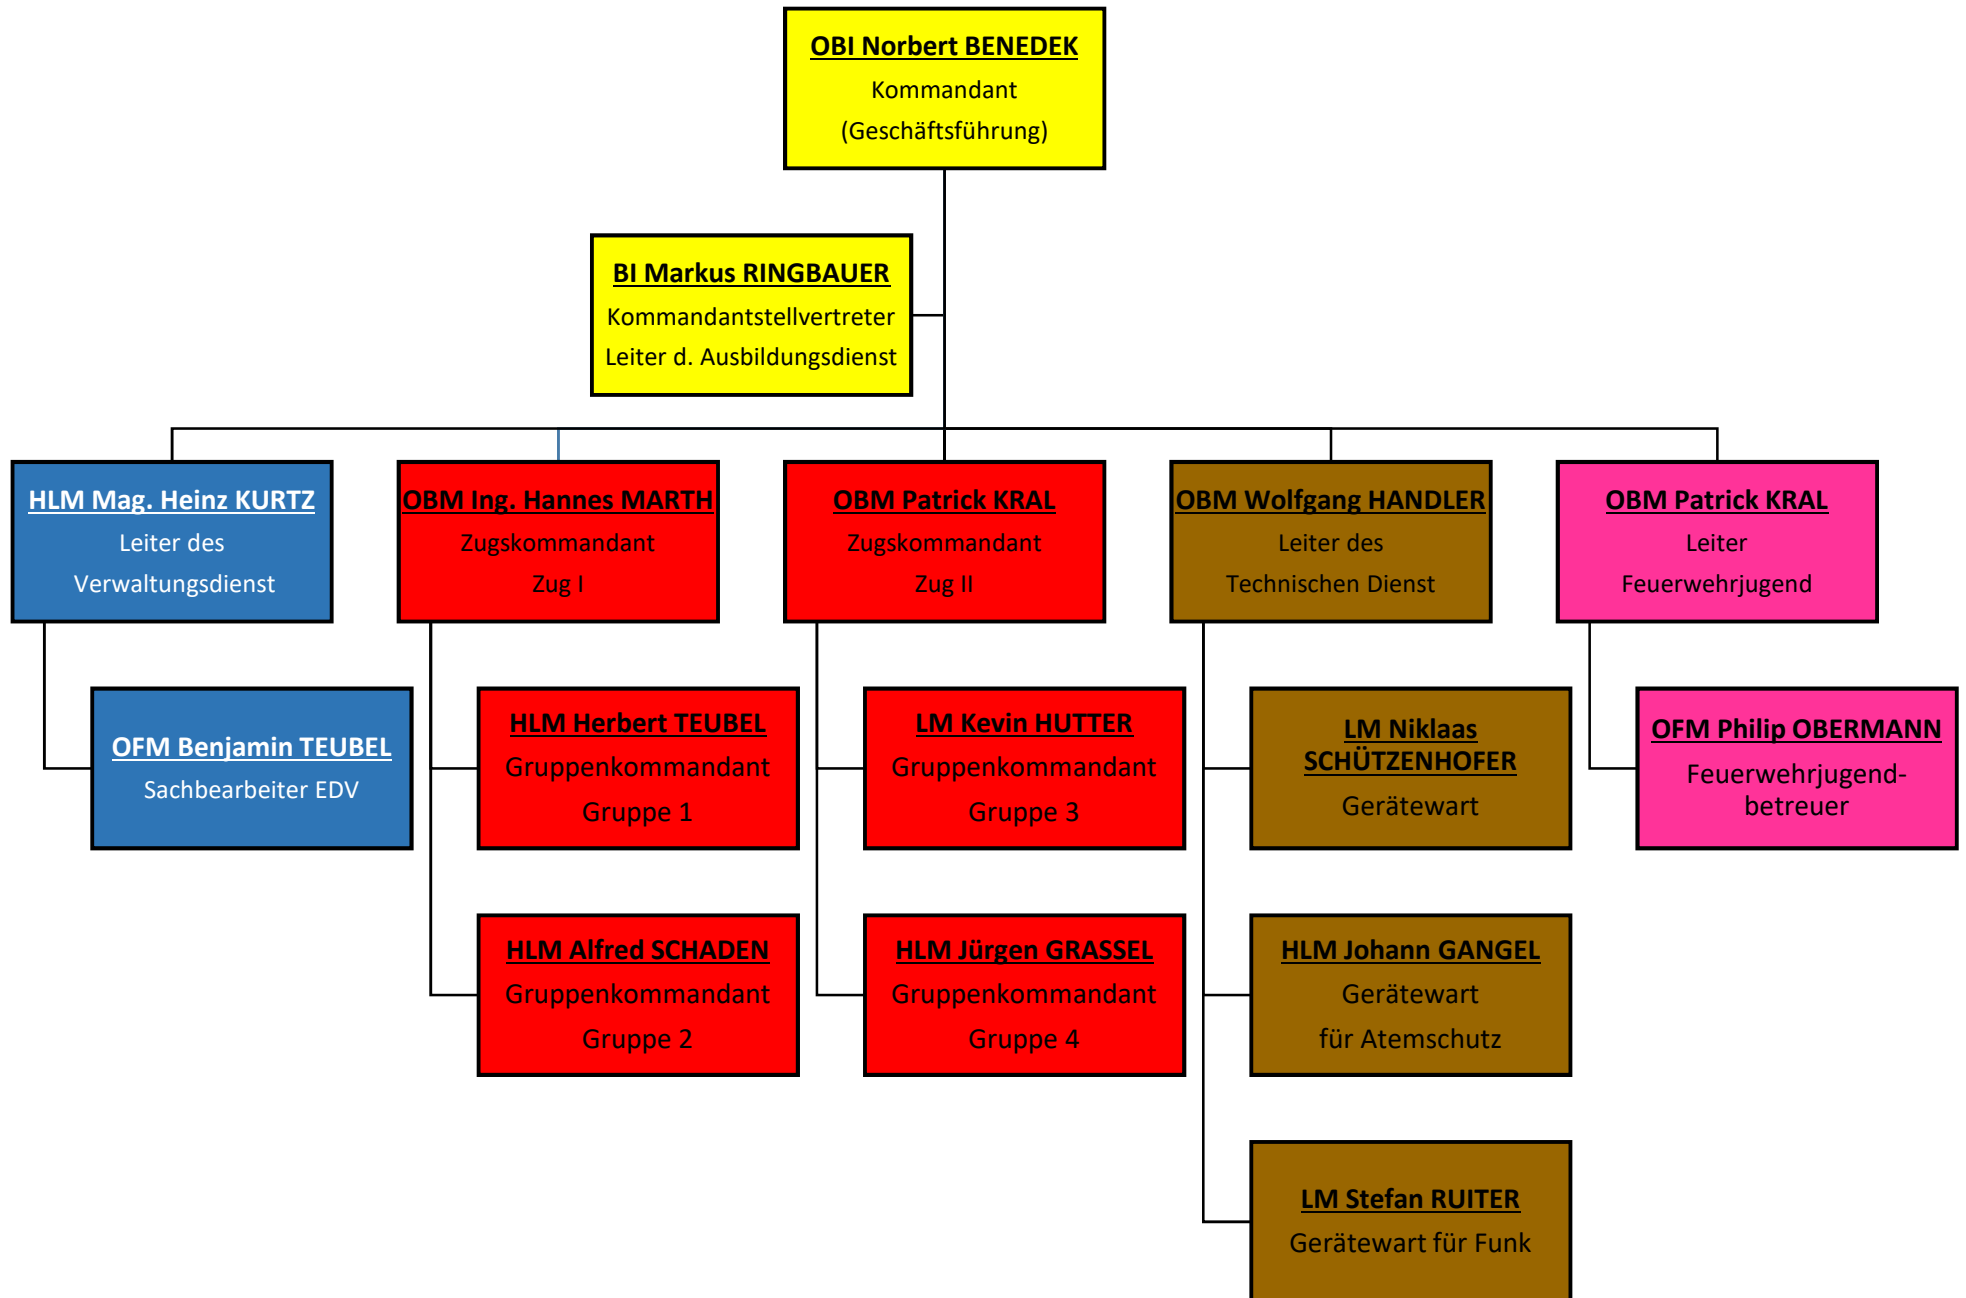 OBI Norbert BENEDEK
Kommandant
(Geschäftsführung)
BI Markus RINGBAUER
Kommandantstellvertreter
Leiter d. Ausbildungsdienst
HLM Mag. Heinz KURTZ
Leiter des
Verwaltungsdienst
OBM Ing. Hannes MARTH
Zugskommandant
Zug I
OBM Patrick KRAL
Zugskommandant
Zug II
OBM Wolfgang HANDLER
Leiter des
Technischen Dienst
OBM Patrick KRAL
Leiter
Feuerwehrjugend
OFM Benjamin TEUBEL
Sachbearbeiter EDV
HLM Herbert TEUBEL
Gruppenkommandant
Gruppe 1
LM Kevin HUTTER
Gruppenkommandant
Gruppe 3
LM Niklaas
SCHÜTZENHOFER
Gerätewart
OFM Philip OBERMANN
Feuerwehrjugend-
betreuer
HLM Alfred SCHADEN
Gruppenkommandant
Gruppe 2
HLM Jürgen GRASSEL
Gruppenkommandant
Gruppe 4
HLM Johann GANGEL
Gerätewart
für Atemschutz
LM Stefan RUITER
Gerätewart für Funk